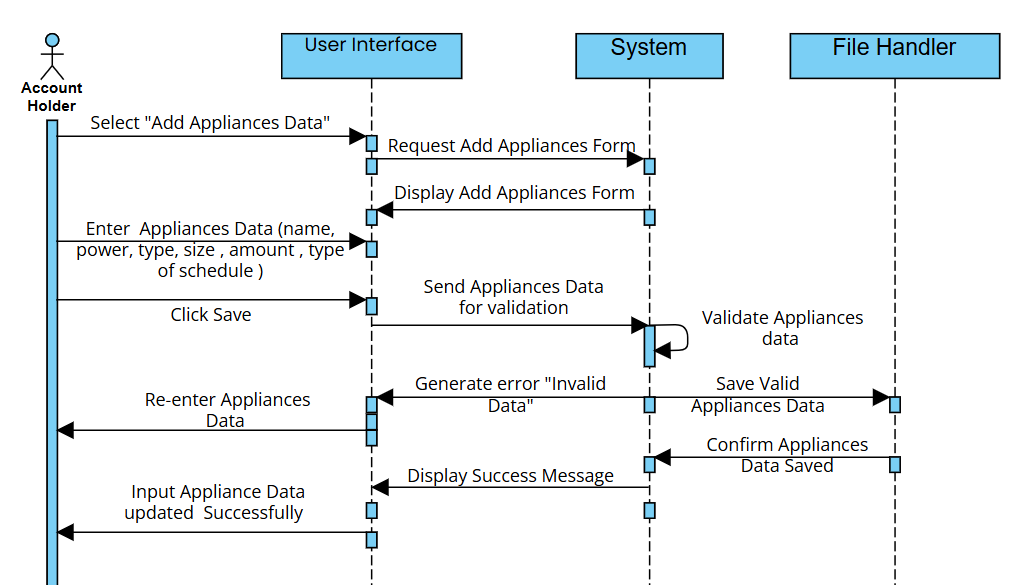 User Interface
System
File Handler
Account
Holder
Select "Add Appliances Data"
Request Add Appliances Form
Display Add Appliances Form
Enter  Appliances Data (name,
power, type, size , amount , type
of schedule )
Send Appliances Data
for validation
Click Save
Validate Appliances
data
Generate error "Invalid
Data"
Save Valid
Appliances Data
Re-enter Appliances
Data
Confirm Appliances
Data Saved
Display Success Message
Input Appliance Data
updated  Successfully